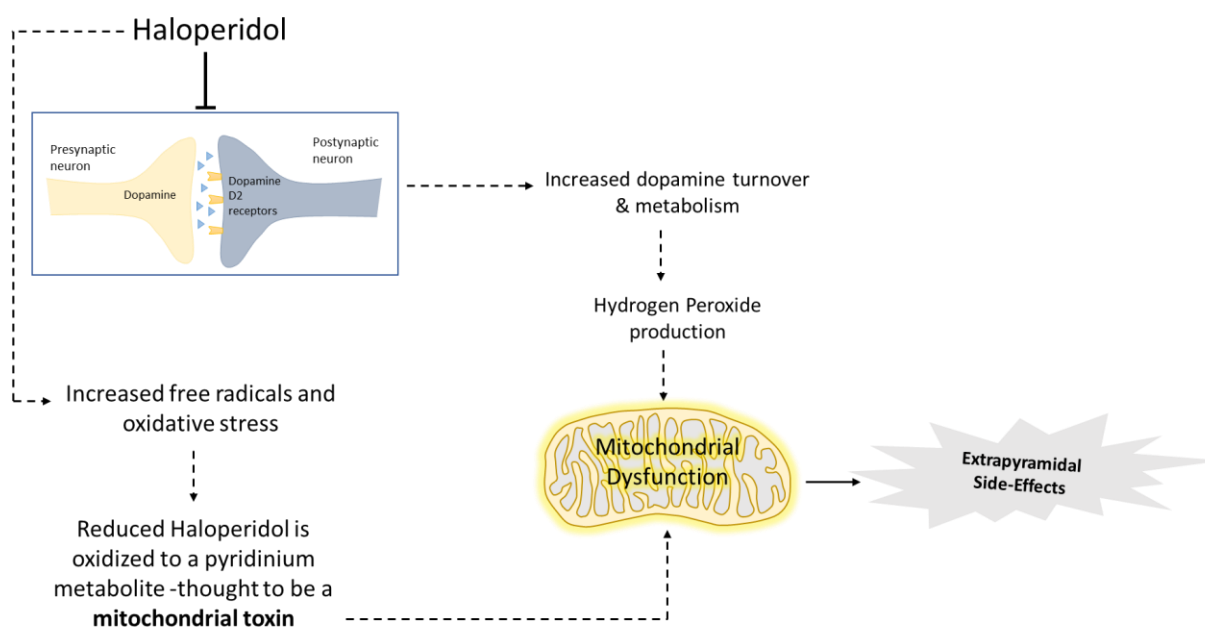 Haloperidol
Presynaptic
neuron
Postynaptic
neuron
Dopamine
Dopamine
D2
receptors
Increased dopamine turnover
& metabolism
Hydrogen Peroxide
production
Increased free radicals and
oxidative stress
Mitochondrial
Dysfunction
Extrapyramidal
Side-Effects
Reduced Haloperidol is
oxidized to a pyridinium
metabolite -thought to be a
mitochondrial toxin